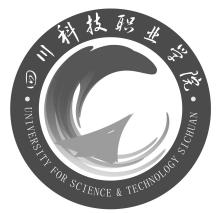 四川科技职业学院
UNIVERSITY FOR SCIENCE & TECHNOLOGY SICHUAN